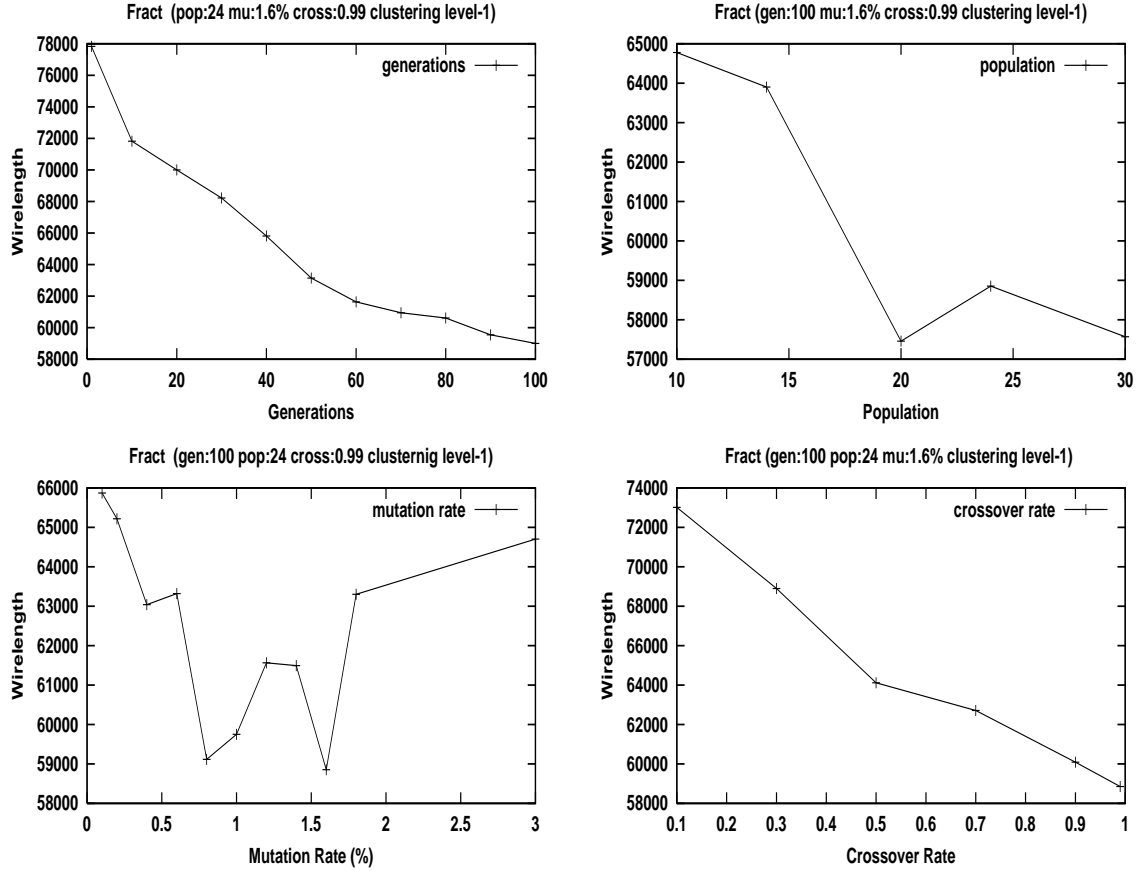 Fract (pop:24 mu:1.6% cross:0.99 clustering level-1)
78000
76000
74000
72000
70000
68000
66000
64000
62000
60000
58000
Wirelength
generations
0 20 40 60 80 100
Generations
Fract (gen:100 mu:1.6% cross:0.99 clustering level-1)
65000
64000
63000
62000
61000
60000
59000
58000
57000
Wirelength
population
10 15 20 25 30
Population
Fract (gen:100 pop:24 cross:0.99 clusternig level-1)
66000
65000
64000
63000
62000
61000
60000
59000
58000
Wirelength
mutation rate
0 0.5 1 1.5 2 2.5 3
Mutation Rate (%)
Fract (gen:100 pop:24 mu:1.6% clustering level-1)
74000
72000
70000
68000
66000
64000
62000
60000
58000
Wirelength
crossover rate
0.1 0.2 0.3 0.4 0.5 0.6 0.7 0.8 0.9 1
Crossover Rate